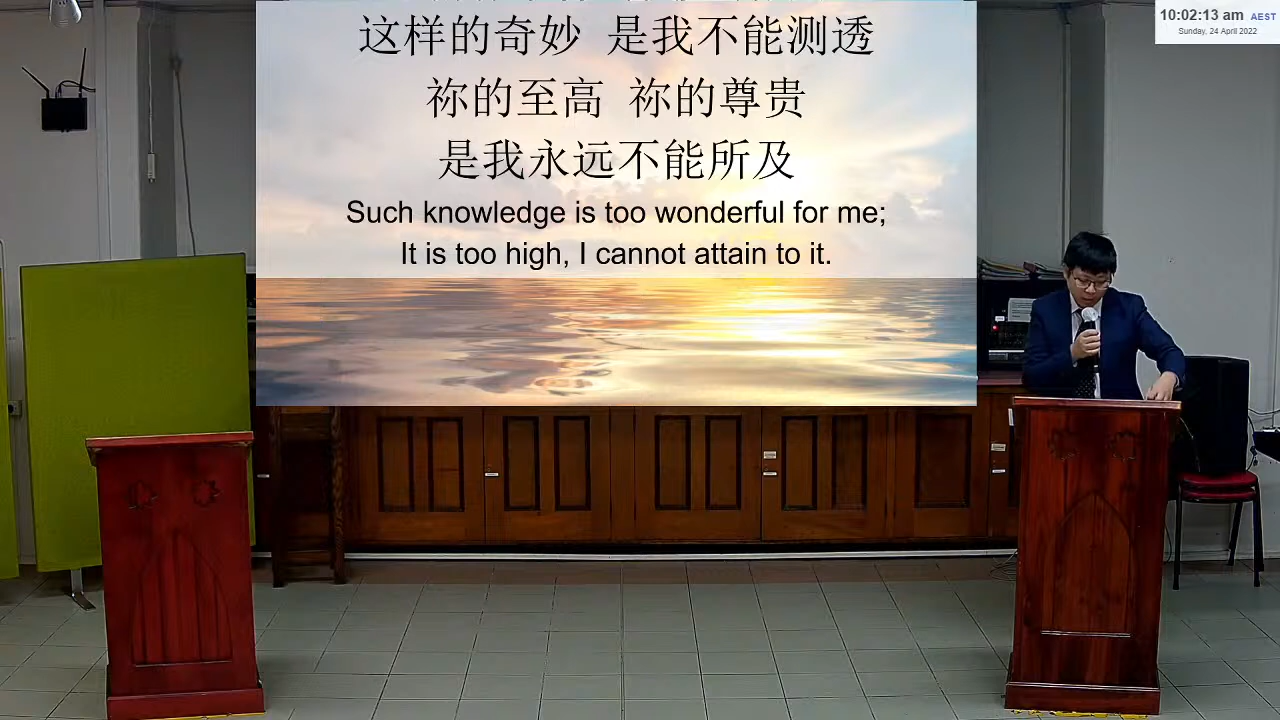 10:02:13 am AEST
Sunday, 24 April 2022
这样的奇妙 是我不能测透
祢的至高 祢的尊贵
是我永远不能所及
Such knowledge is too wonderful for me;
It is too high, I cannot attain to it.